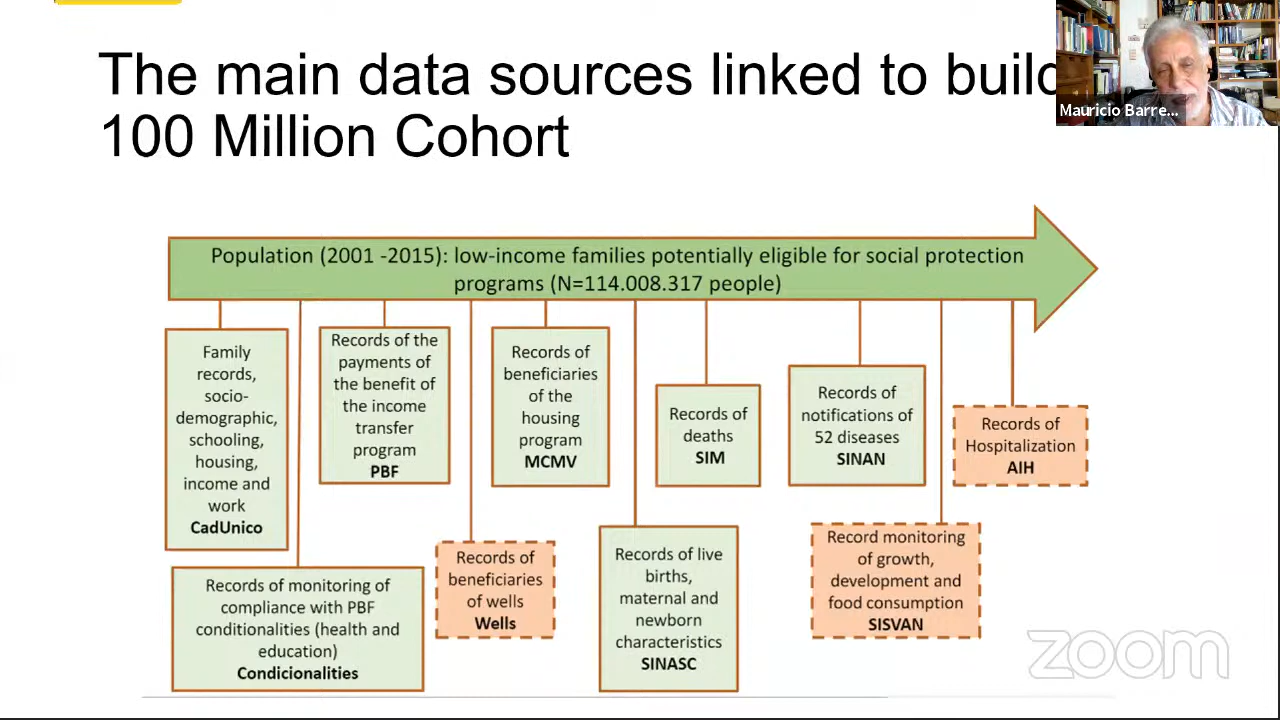 The main data sources linked to build
100 Million Cohort
Mauricio Barre...
Population (2001 -2015): low-income families potentially eligible for social protection
programs (N=114.008.317 people)
Family
records,
socio-
demographic,
schooling,
housing,
income and
work
CadUnico
Records of the
payments of
the benefit of
the income
transfer
program
PBF
Records of
beneficiaries
of the
housing
program
MCMV
Records of
deaths
SIM
Records of
notifications of
52 diseases
SINAN
Records of
Hospitalization
AIH
Records of monitoring of
compliance with PBF
conditionalities (health and
education)
Condicionalities
Records of
beneficiaries
of wells
Wells
Records of live
births,
maternal and
newborn
characteristics
SINASC
Record monitoring
of growth,
development and
food consumption
SISVAN
zoom